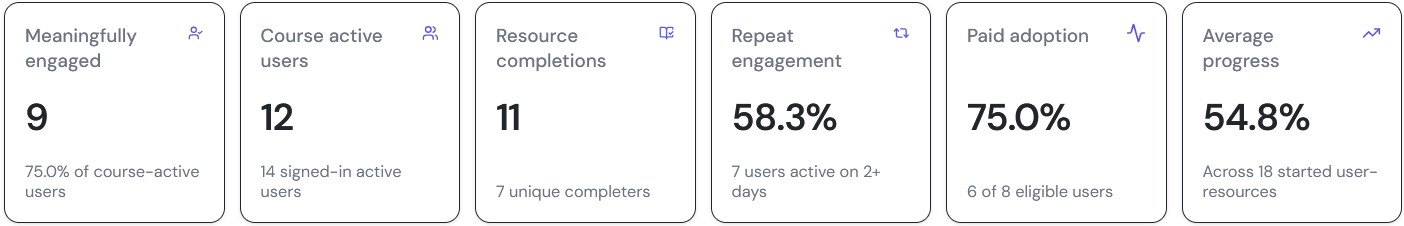 Meaningfully
engaged
9
75.0% of course-active
users
Course active
users
12
14 signed-in active
users
Resource
completions
11
7 unique completers
Repeat
engagement
58.3%
7 users active on 2+
days
Paid adoption
75.0%
6 of 8 eligible users
Average
progress
54.8%
Across 18 started user-
resources